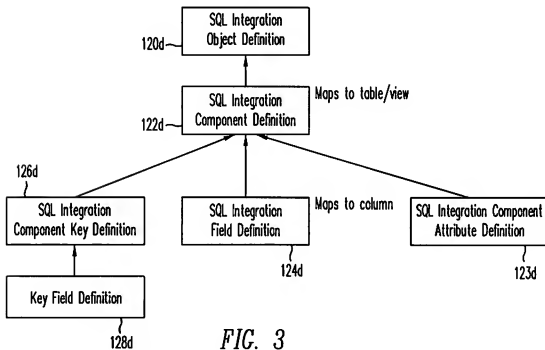 SQL Integration
Object Definition
120d
SQL Integration
Component Definition
Maps to table/view
122d
126d
SQL Integration
Component Key Definition
SQL Integration
Field Definition
Maps to column
SQL Integration Component
Attribute Definition
124d
123d
Key Field Definition
128d
FIG. 3